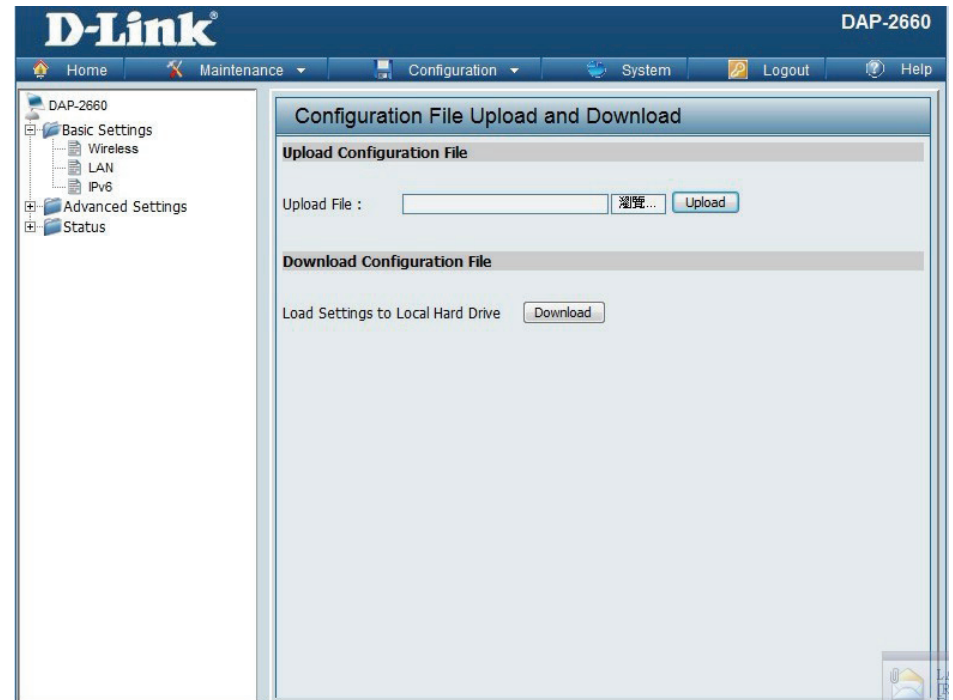 D-Link®
DAP-2660
Home Maintenance Configuration System Logout Help
DAP-2660
Basic Settings
Wireless
LAN
IPv6
Advanced Settings
Status
Configuration File Upload and Download
Upload Configuration File
Upload File : 瀏覽... Upload
Download Configuration File
Load Settings to Local Hard Drive Download